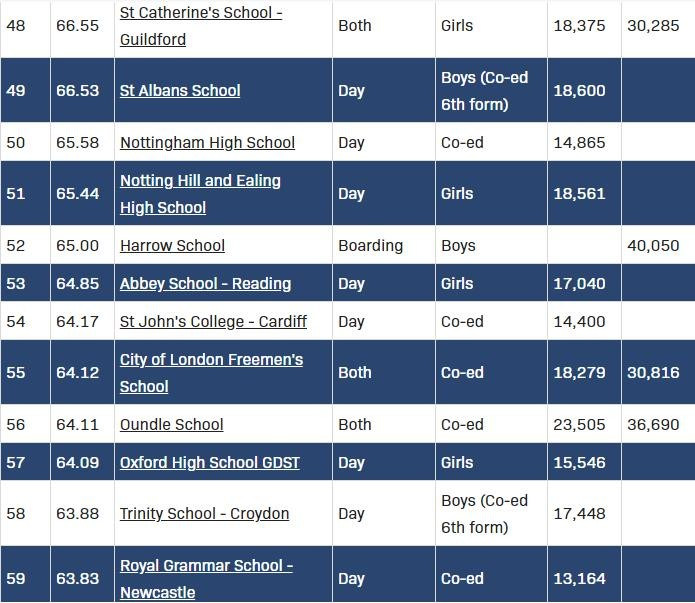 48 66.55 St Catherine's School - Guildford Both Girls 18,375 30,285
49 66.53 St Albans School Day Boys (Co-ed 6th form) 18,600
50 65.58 Nottingham High School Day Co-ed 14,865
51 65.44 Notting Hill and Ealing High School Day Girls 18,561
52 65.00 Harrow School Boarding Boys 40,050
53 64.85 Abbey School - Reading Day Girls 17,040
54 64.17 St John's College - Cardiff Day Co-ed 14,400
55 64.12 City of London Freemen's School Both Co-ed 18,279 30,816
56 64.11 Oundle School Both Co-ed 23,505 36,690
57 64.09 Oxford High School GDST Day Girls 15,546
58 63.88 Trinity School - Croydon Day Boys (Co-ed 6th form) 17,448
59 63.83 Royal Grammar School - Newcastle Day Co-ed 13,164